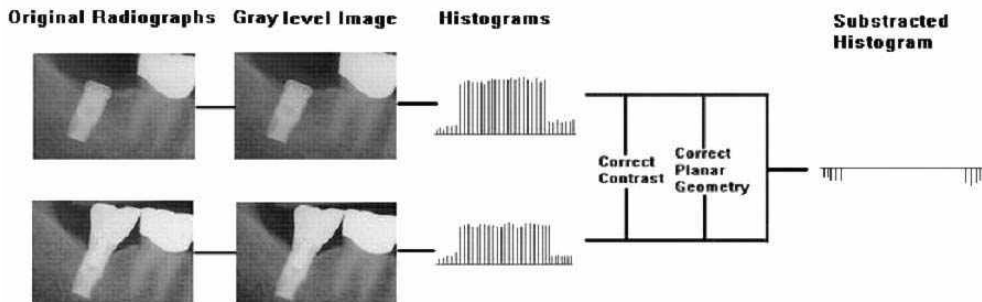 Original Radiographs
Gray level Image
Histograms
Substracted
Histogram
Correct
Contrast
Correct
Planar
Geometry